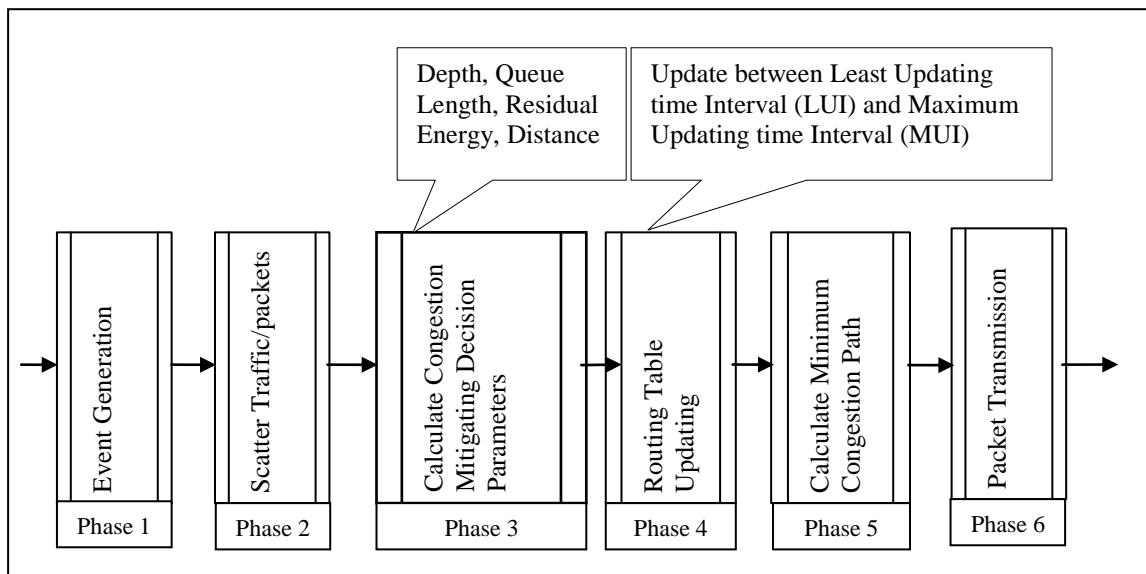 Depth, Queue
Length, Residual
Energy, Distance
Update between Least Updating
time Interval (LUI) and Maximum
Updating time Interval (MUI)
Event Generation
Phase 1
Scatter Traffic/packets
Phase 2
Calculate Congestion
Mitigating Decision
Parameters
Phase 3
Routing Table
Updating
Phase 4
Calculate Minimum
Congestion Path
Phase 5
Packet Transmission
Phase 6